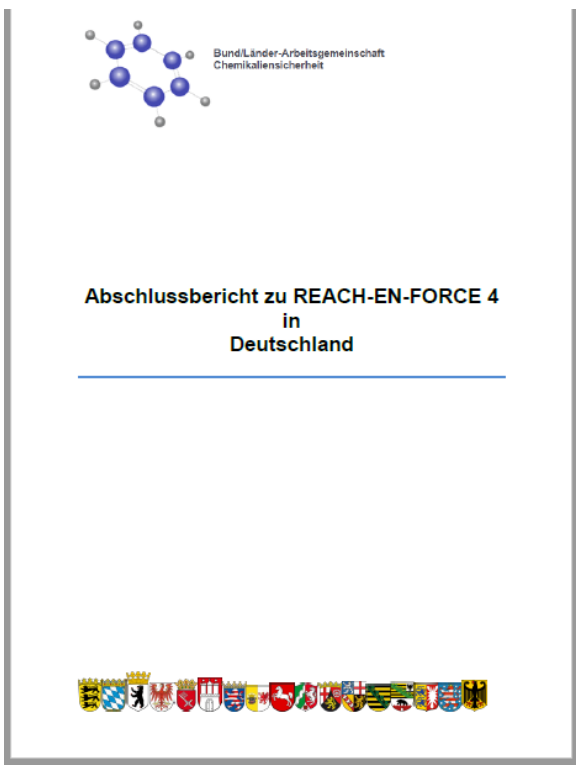 Bund/Länder-Arbeitsgemeinschaft
Chemikaliensicherheit
Abschlussbericht zu REACH-EN-FORCE 4
in
Deutschland